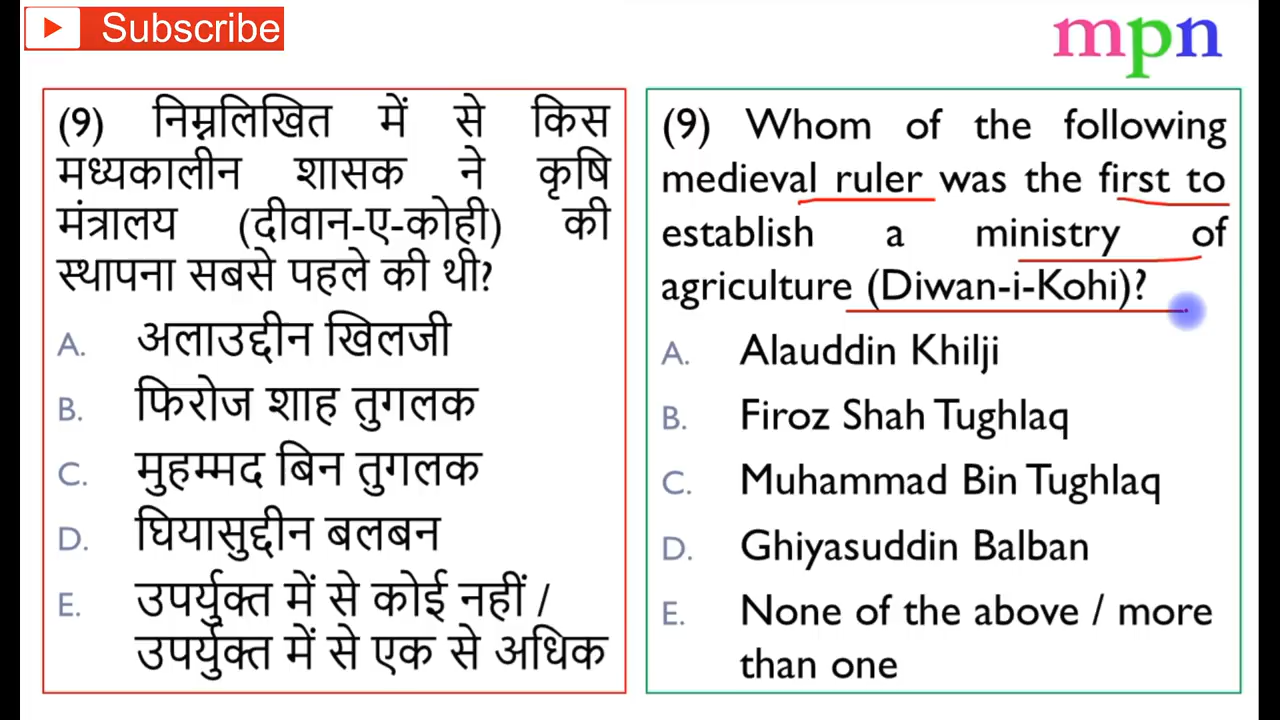 Subscribe
mpn
(9) निम्नलिखित में से किस
मध्यकालीन शासक ने कृषि
मंत्रालय (दीवान-ए-कोही) की
स्थापना सबसे पहले की थी?
A. अलाउद्दीन खिलजी
B. फिरोज शाह तुगलक
C. मुहम्मद बिन तुगलक
D. घियासुद्दीन बलबन
E. उपर्युक्त में से कोई नहीं /
उपर्युक्त में से एक से अधिक
(9) Whom of the following
medieval ruler was the first to
establish a ministry of
agriculture (Diwan-i-Kohi)?
A. Alauddin Khilji
B. Firoz Shah Tughlaq
C. Muhammad Bin Tughlaq
D. Ghiyasuddin Balban
E. None of the above / more
than one